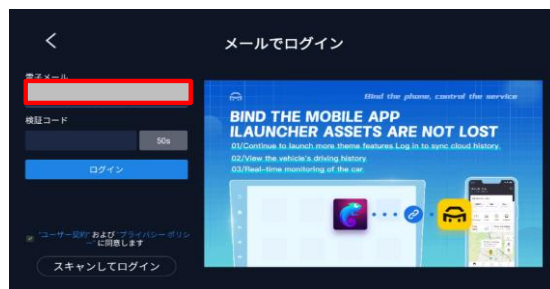 メールでログイン
電子メール
検証コード
50s
ログイン
"ユーザー契約" および "プライバシー ポリシ
ー" に同意します
スキャンしてログイン
Bind the phone, control the service
BIND THE MOBILE APP
ILAUNCHER ASSETS ARE NOT LOST
01/Continue to launch more theme features Log in to sync cloud history.
02/View the vehicle's driving history.
03/Real-time monitoring of the car.